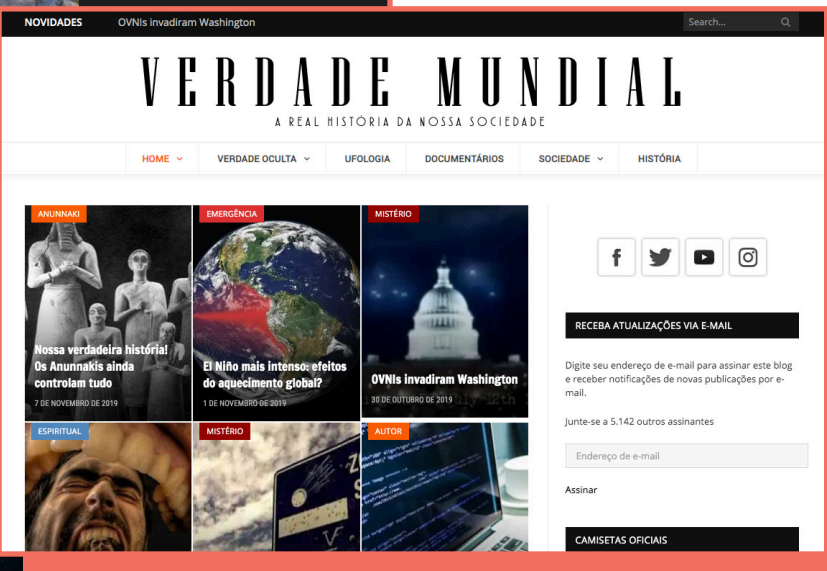 NOVIDADES OVNIs invadiram Washington Search...
VERDADE MUNDIAL
A REAL HISTÓRIA DA NOSSA SOCIEDADE
HOME VERDADE OCULTA UFOLOGIA DOCUMENTÁRIOS SOCIEDADE HISTÓRIA
ANUNNAKI
Nossa verdadeira história!
Os Anunnakis ainda
controlam tudo
7 DE NOVEMBRO DE 2019
EMERGÊNCIA
El Niño mais intenso: efeitos
do aquecimento global?
1 DE NOVEMBRO DE 2019
MISTÉRIO
OVNIs invadiram Washington
30 DE OUTUBRO DE 2019
ESPIRITUAL
MISTÉRIO
AUTOR
RECEBA ATUALIZAÇÕES VIA E-MAIL
Digite seu endereço de e-mail para assinar este blog
e receber notificações de novas publicações por e-
mail.
Junte-se a 5.142 outros assinantes
Endereço de e-mail
Assinar
CAMISETAS OFICIAIS